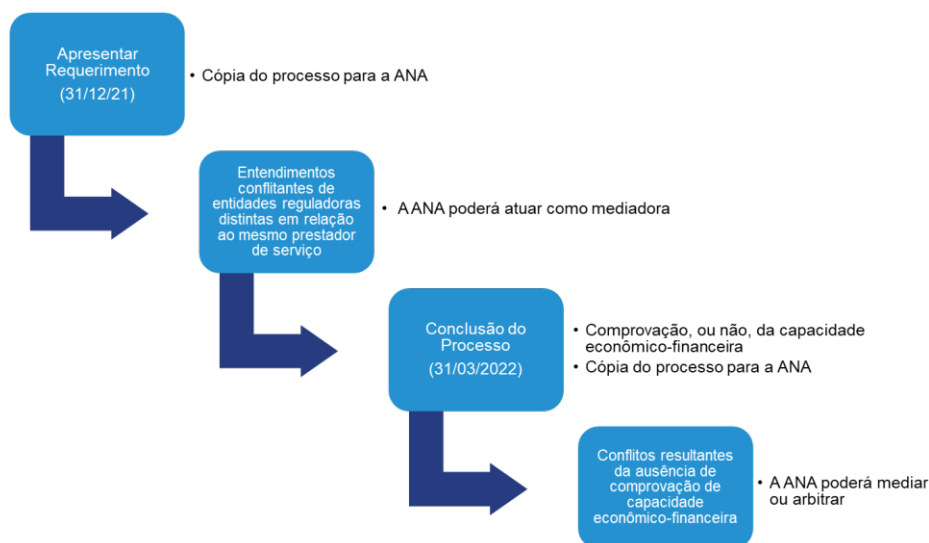 Apresentar
Requerimento
(31/12/21)
• Cópia do processo para a ANA
Entendimentos
conflitantes de
entidades reguladoras
distintas em relação
ao mesmo prestador
de serviço
• A ANA poderá atuar como mediadora
Conclusão do
Processo
(31/03/2022)
• Comprovação, ou não, da capacidade
econômico-financeira
• Cópia do processo para a ANA
Conflitos resultantes
da ausência de
comprovação de
capacidade
econômico-financeira
• A ANA poderá mediar
ou arbitrar